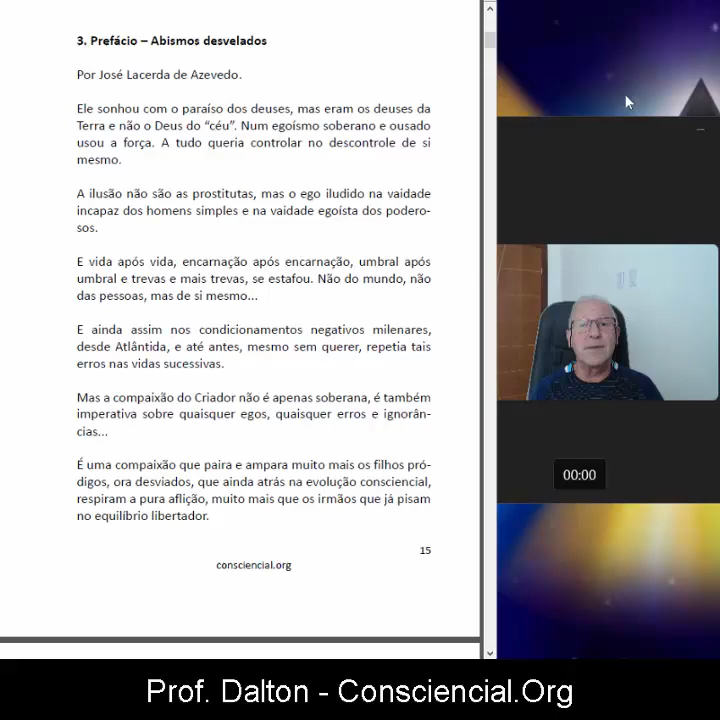 3. Prefácio – Abismos desvelados
Por José Lacerda de Azevedo.
Ele sonhou com o paraíso dos deuses, mas eram os deuses da
Terra e não o Deus do “céu”. Num egoísmo soberano e ousado
usou a força. A tudo queria controlar no descontrole de si
mesmo.
A ilusão não são as prostitutas, mas o ego iludido na vaidade
incapaz dos homens simples e na vaidade egoísta dos podero-
sos.
E vida após vida, encarnação após encarnação, umbral após
umbral e trevas e mais trevas, se estafou. Não do mundo, não
das pessoas, mas de si mesmo...
E ainda assim nos condicionamentos negativos milenares,
desde Atlântida, e até antes, mesmo sem querer, repetia tais
erros nas vidas sucessivas.
Mas a compaixão do Criador não é apenas soberana, é também
imperativa sobre quaisquer egos, quaisquer erros e ignorân-
cias...
É uma compaixão que paira e ampara muito mais os filhos pró-
digos, ora desviados, que ainda atrás na evolução consciencial,
respiram a pura aflição, muito mais que os irmãos que já pisam
no equilíbrio libertador.
15
consciencial.org
00:00
Prof. Dalton - Consciencial.Org